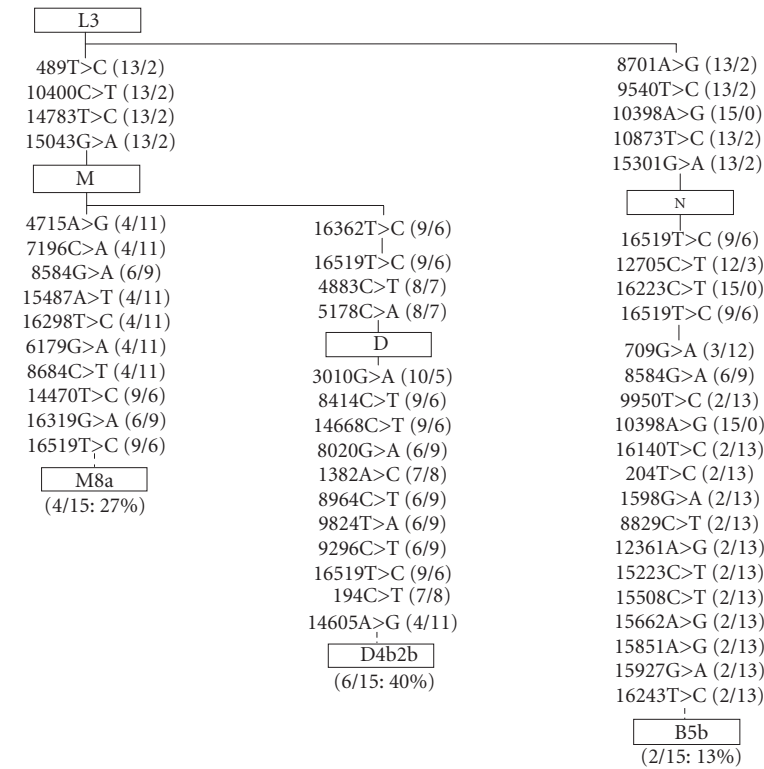 L3
489T>C (13/2)
10400C>T (13/2)
14783T>C (13/2)
15043G>A (13/2)
M
4715A>G (4/11)
7196C>A (4/11)
8584G>A (6/9)
15487A>T (4/11)
16298T>C (4/11)
6179G>A (4/11)
8684C>T (4/11)
14470T>C (9/6)
16319G>A (6/9)
16519T>C (9/6)
M8a
(4/15: 27%)
16362T>C (9/6)
16519T>C (9/6)
4883C>T (8/7)
5178C>A (8/7)
D
3010G>A (10/5)
8414C>T (9/6)
14668C>T (9/6)
8020G>A (6/9)
1382A>C (7/8)
8964C>T (6/9)
9824T>A (6/9)
9296C>T (6/9)
16519T>C (9/6)
194C>T (7/8)
14605A>G (4/11)
D4b2b
(6/15: 40%)
8701A>G (13/2)
9540T>C (13/2)
10398A>G (15/0)
10873T>C (13/2)
15301G>A (13/2)
N
16519T>C (9/6)
12705C>T (12/3)
16223C>T (15/0)
16519T>C (9/6)
709G>A (3/12)
8584G>A (6/9)
9950T>C (2/13)
10398A>G (15/0)
16140T>C (2/13)
204T>C (2/13)
1598G>A (2/13)
8829C>T (2/13)
12361A>G (2/13)
15223C>T (2/13)
15508C>T (2/13)
15662A>G (2/13)
15851A>G (2/13)
15927G>A (2/13)
16243T>C (2/13)
B5b
(2/15: 13%)